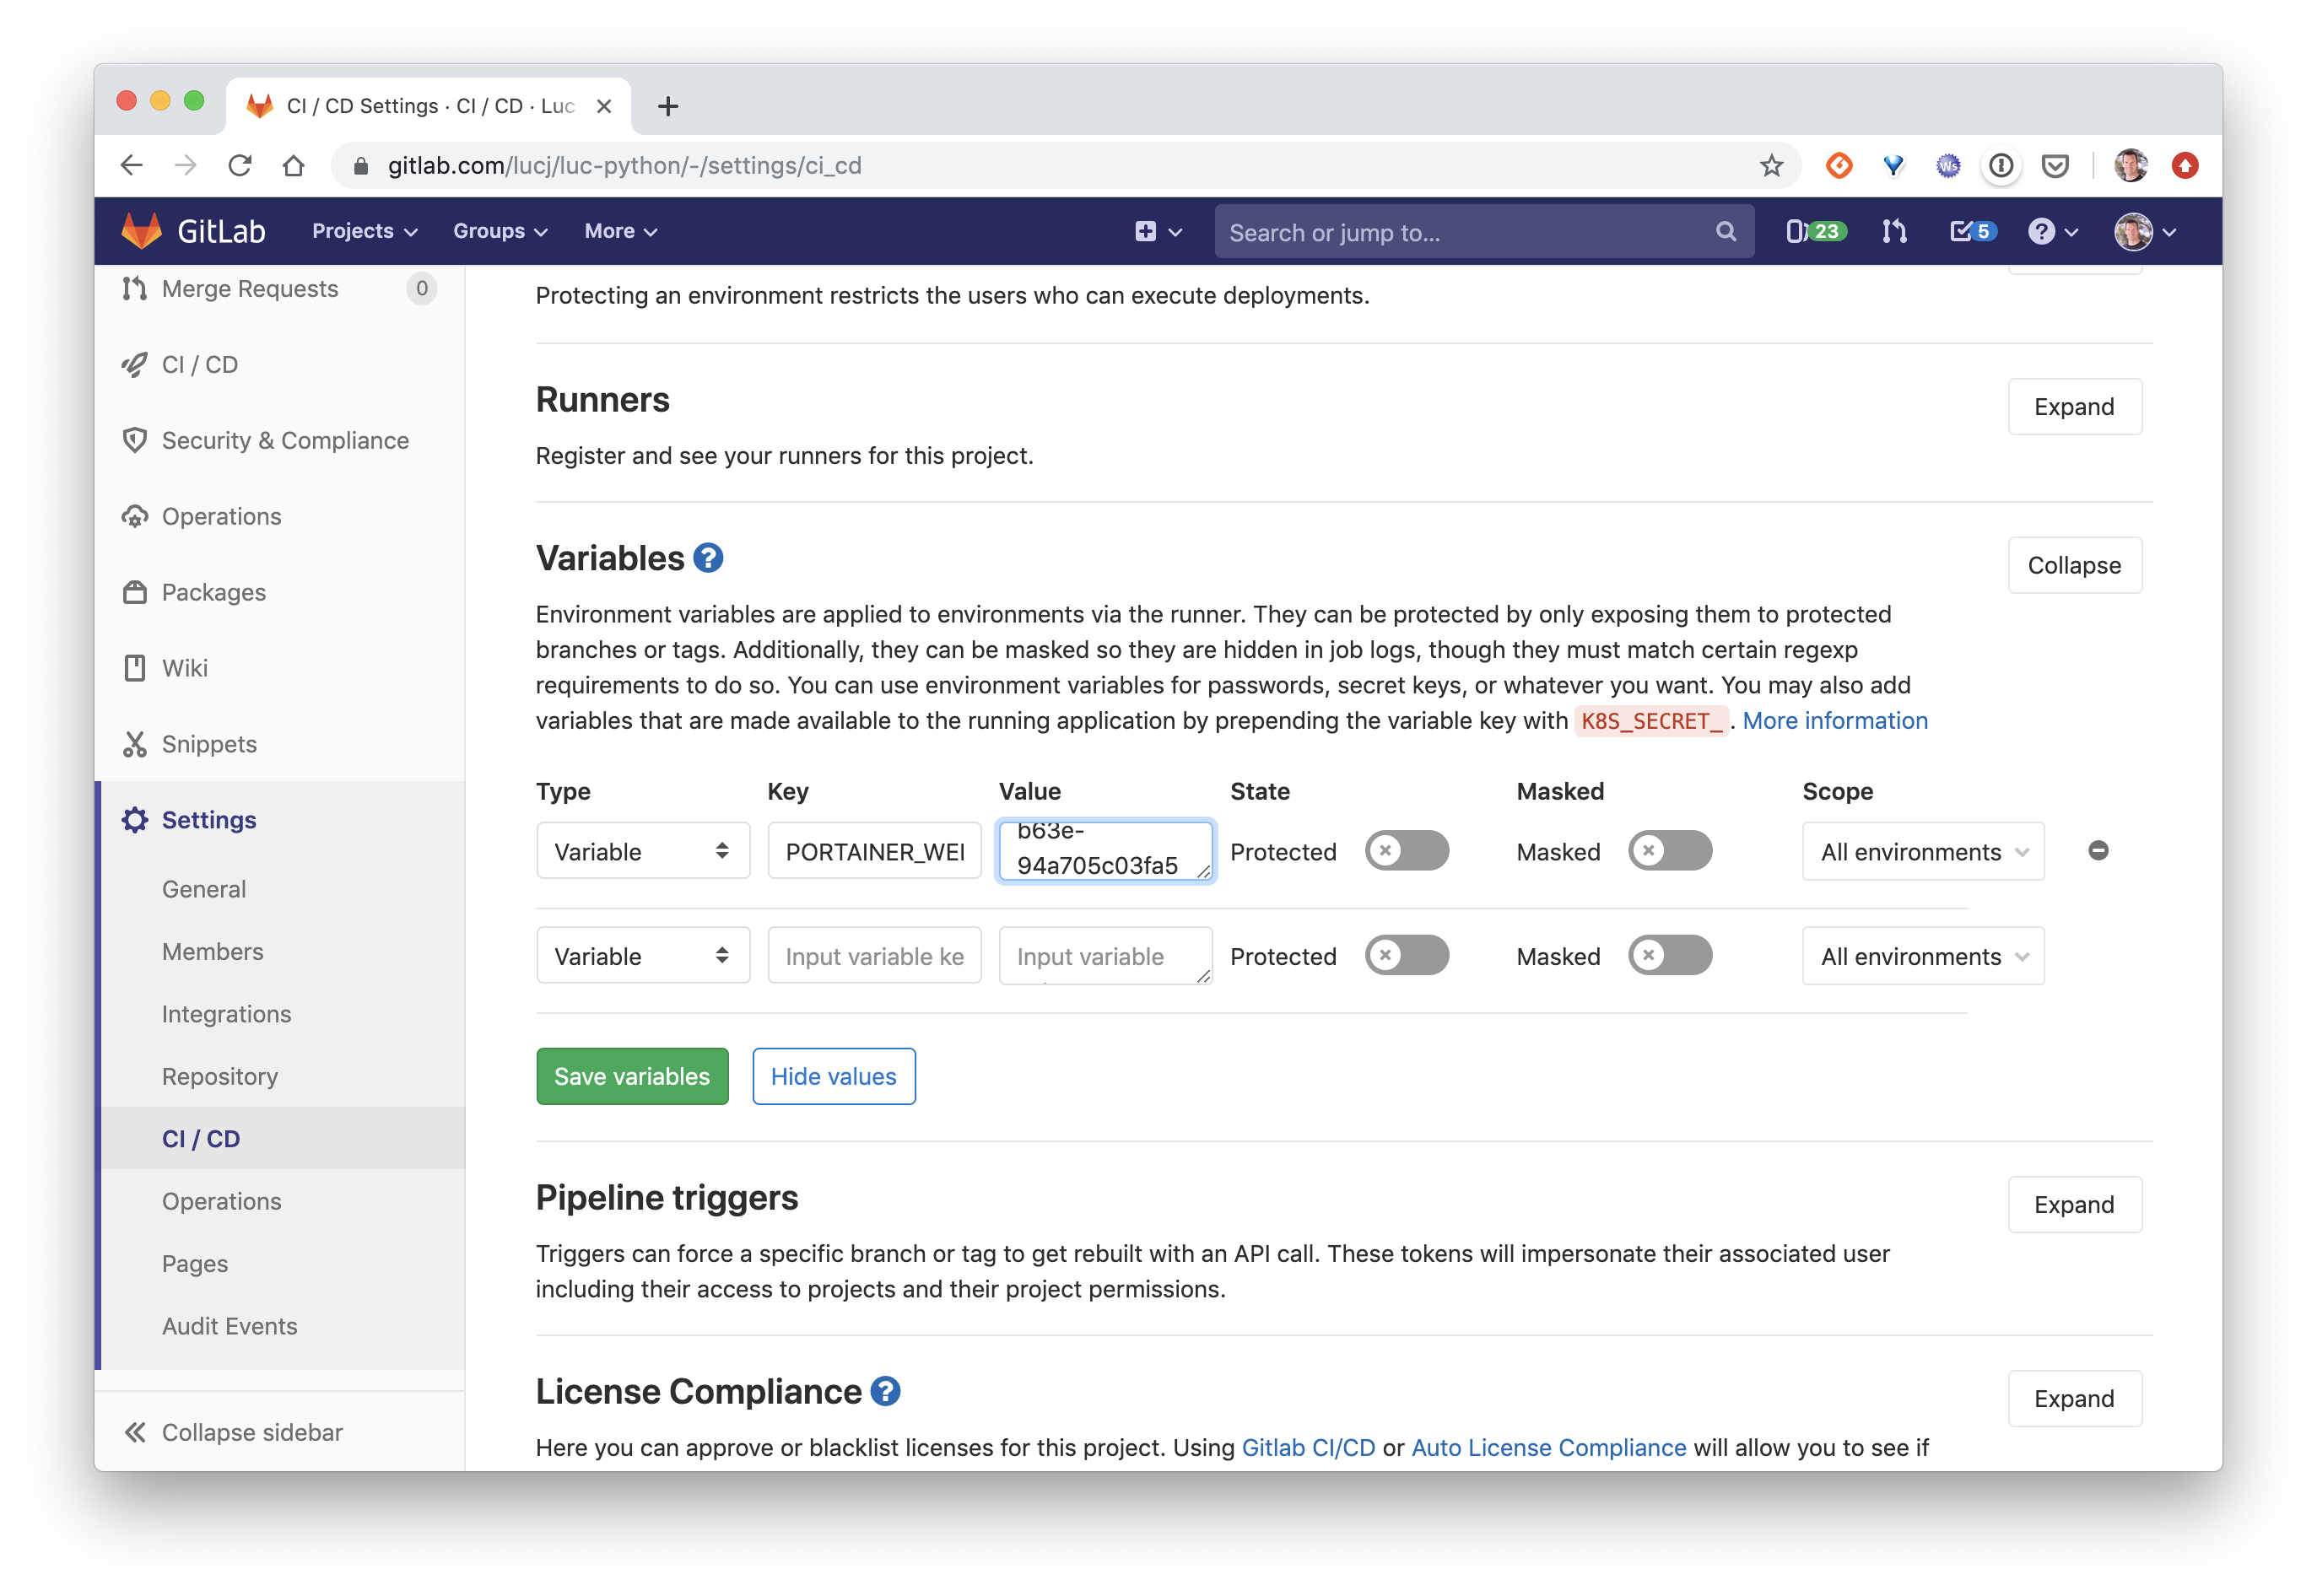 CI / CD Settings · CI / CD · Luc
gitlab.com/lucj/luc-python/-/settings/ci_cd
GitLab
Projects
Groups
More
Search or jump to...
23
5
Merge Requests
0
CI / CD
Security & Compliance
Operations
Packages
Wiki
Snippets
Settings
General
Members
Integrations
Repository
CI / CD
Operations
Pages
Audit Events
Collapse sidebar
Protecting an environment restricts the users who can execute deployments.
Runners
Expand
Register and see your runners for this project.
Variables
Collapse
Environment variables are applied to environments via the runner. They can be protected by only exposing them to protected
branches or tags. Additionally, they can be masked so they are hidden in job logs, though they must match certain regexp
requirements to do so. You can use environment variables for passwords, secret keys, or whatever you want. You may also add
variables that are made available to the running application by prepending the variable key with K8S_SECRET_. More information
Type Key Value State Masked Scope
Variable PORTAINER_WEI b63e-
94a705c03fa5 Protected Masked All environments
Variable Input variable ke Input variable Protected Masked All environments
Save variables Hide values
Pipeline triggers
Expand
Triggers can force a specific branch or tag to get rebuilt with an API call. These tokens will impersonate their associated user
including their access to projects and their project permissions.
License Compliance
Expand
Here you can approve or blacklist licenses for this project. Using Gitlab CI/CD or Auto License Compliance will allow you to see if